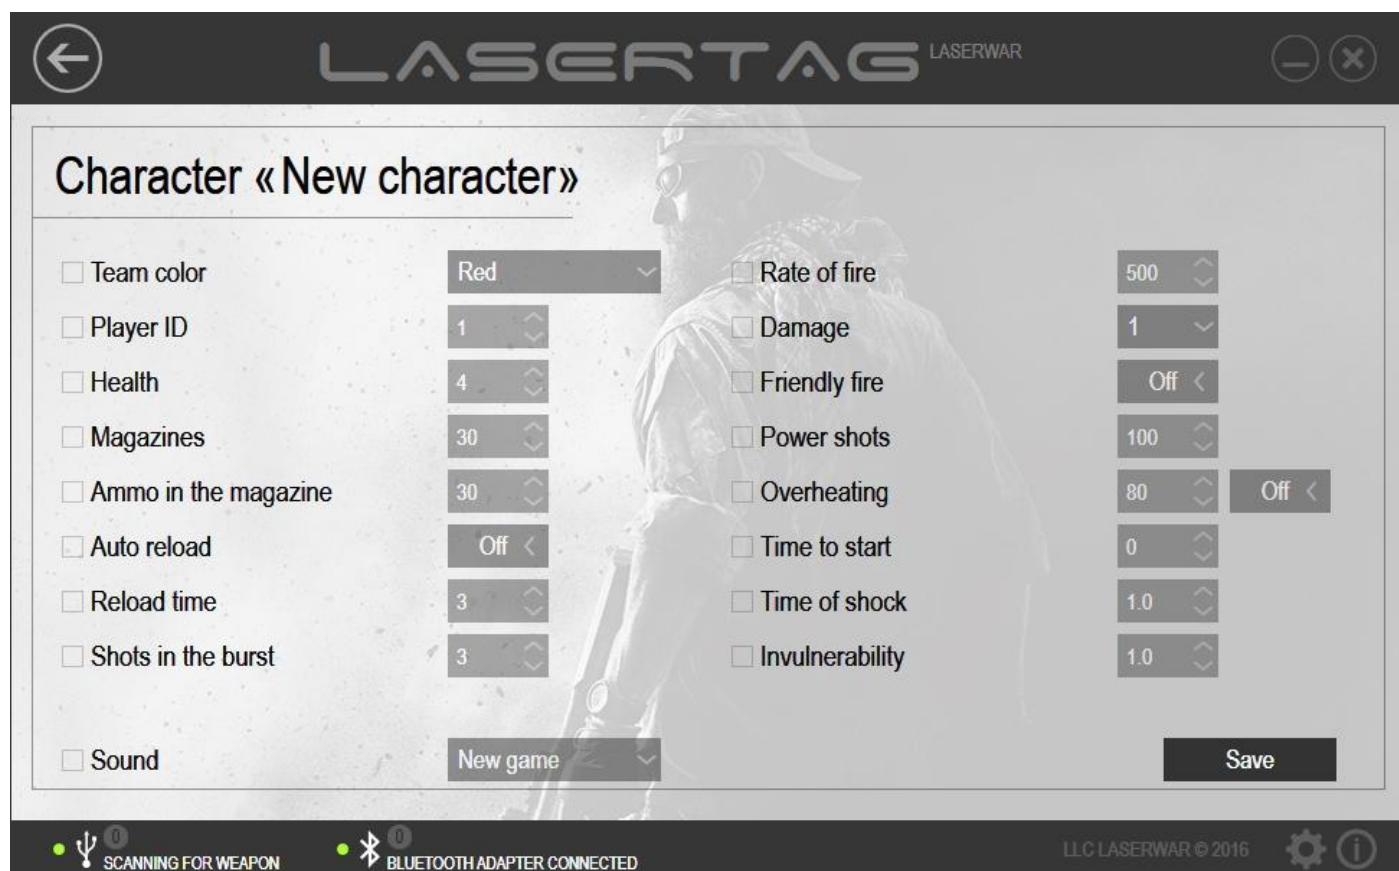 LASERTAG LASERWAR
Character «New character»
Team color Red
Player ID 1
Health 4
Magazines 30
Ammo in the magazine 30
Auto reload Off
Reload time 3
Shots in the burst 3
Sound New game
Rate of fire 500
Damage 1
Friendly fire Off
Power shots 100
Overheating 80 Off
Time to start 0
Time of shock 1.0
Invulnerability 1.0
Save
0
SCANNING FOR WEAPON
0
BLUETOOTH ADAPTER CONNECTED
LLC LASERWAR © 2016